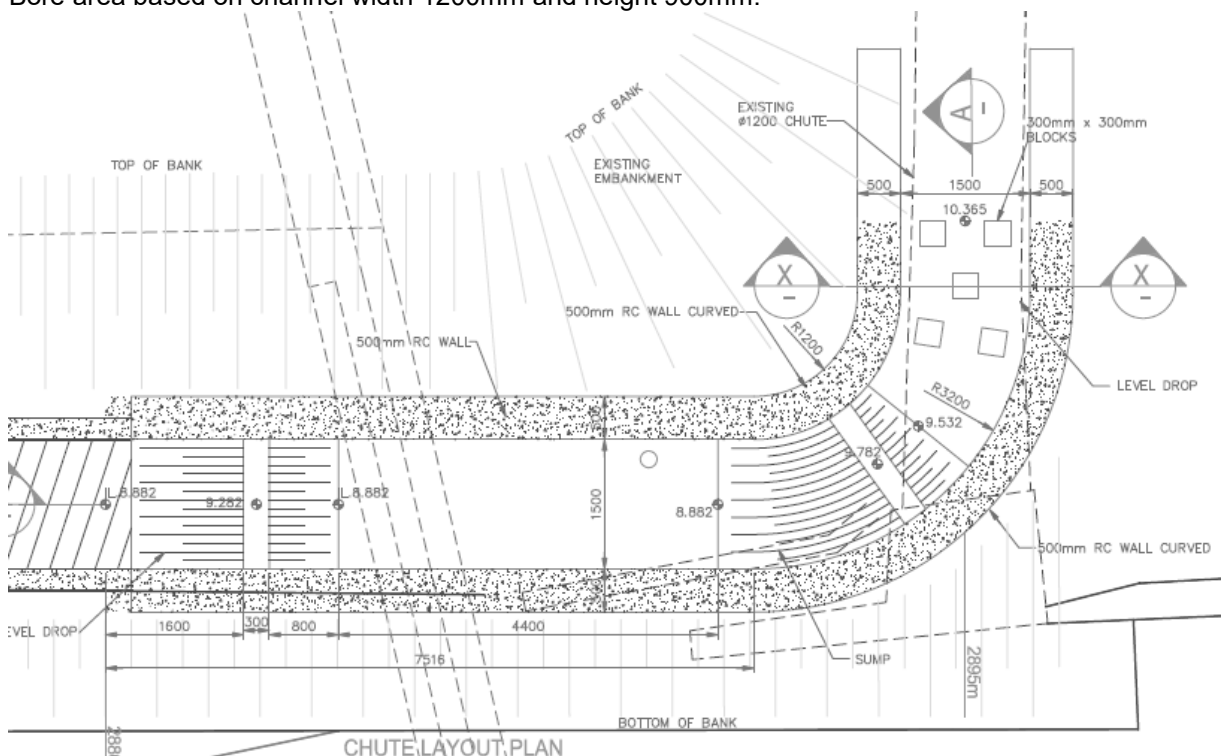 Bore area based on channel width 1200mm and height 900mm.
TOP OF BANK
TOP OF BANK
EXISTING
EMBANKMENT
EXISTING
ø1200 CHUTE
A
-
300mm x 300mm
BLOCKS
500
1500
500
10.365
X
-
X
-
500mm RC WALL CURVED
R1200
500mm RC WALL
LEVEL DROP
R3200
9.532
9.782
8.882
9.282
8.882
1500
8.882
500mm RC WALL CURVED
EVEL DROP
1600
300
800
4400
7516
SUMP
2895m
BOTTOM OF BANK
CHUTE LAYOUT PLAN